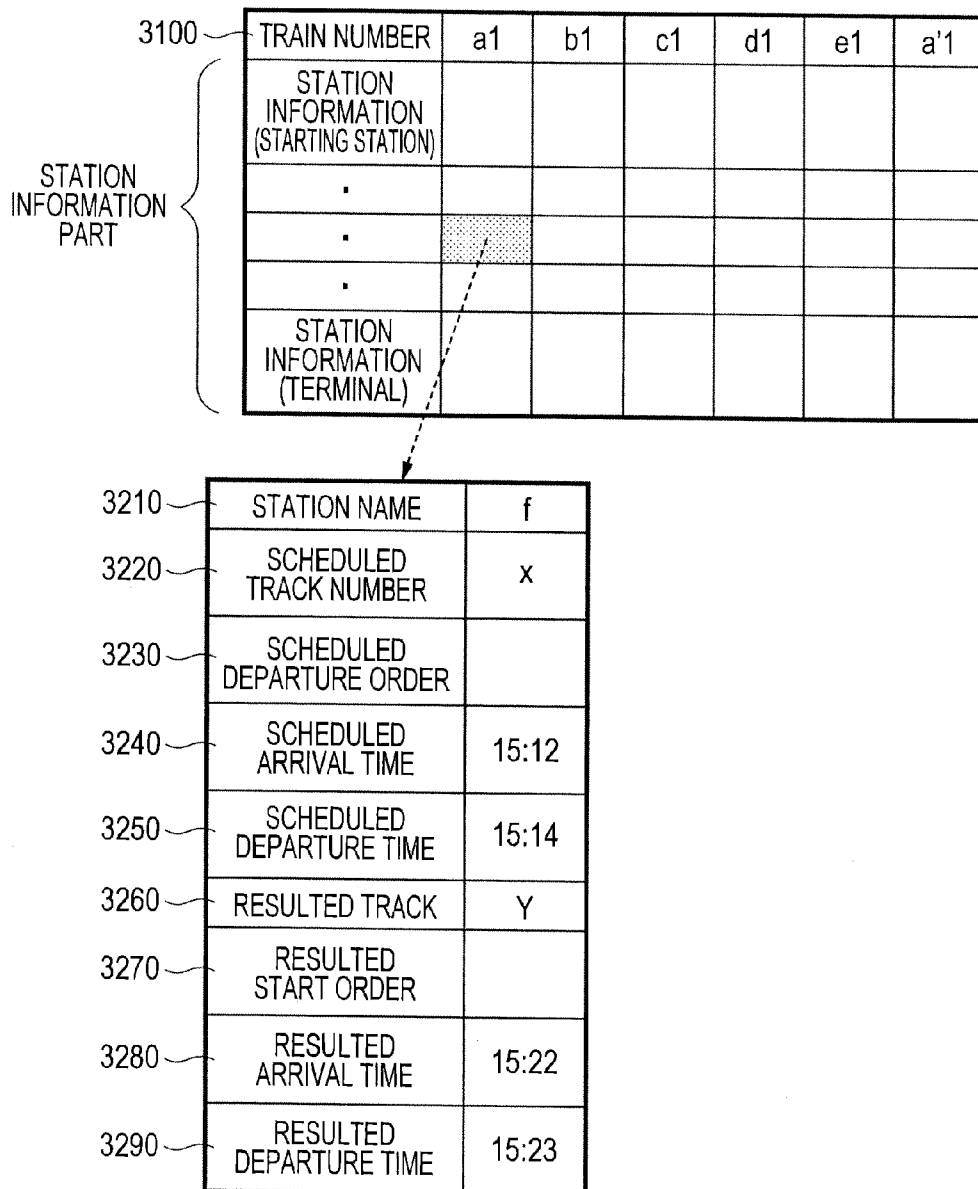 3100 TRAIN NUMBER a1 b1 c1 d1 e1 a'1
STATION
INFORMATION
(STARTING STATION)
STATION
INFORMATION
PART
STATION
INFORMATION
(TERMINAL)
3210 STATION NAME f
3220 SCHEDULED
TRACK NUMBER x
3230 SCHEDULED
DEPARTURE ORDER
3240 SCHEDULED
ARRIVAL TIME 15:12
3250 SCHEDULED
DEPARTURE TIME 15:14
3260 RESULTED TRACK Y
3270 RESULTED
START ORDER
3280 RESULTED
ARRIVAL TIME 15:22
3290 RESULTED
DEPARTURE TIME 15:23